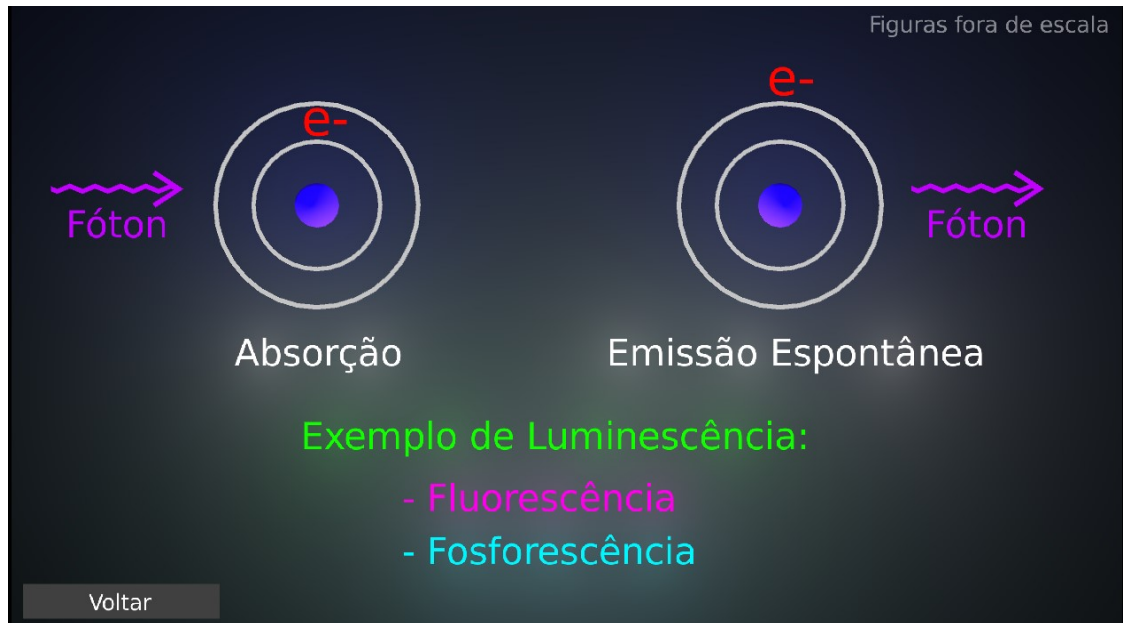 Figuras fora de escala
e-
e-
Fóton
Fóton
Absorção
Emissão Espontânea
Exemplo de Luminescência:
- Fluorescência
- Fosforescência
Voltar